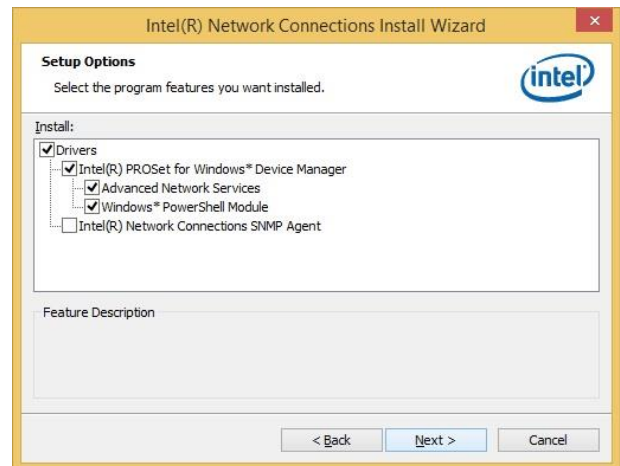 Intel(R) Network Connections Install Wizard
Setup Options
Select the program features you want installed.
intel
Install:
Drivers
Intel(R) PROSet for Windows* Device Manager
Advanced Network Services
Windows* PowerShell Module
Intel(R) Network Connections SNMP Agent
Feature Description
< Back
Next >
Cancel